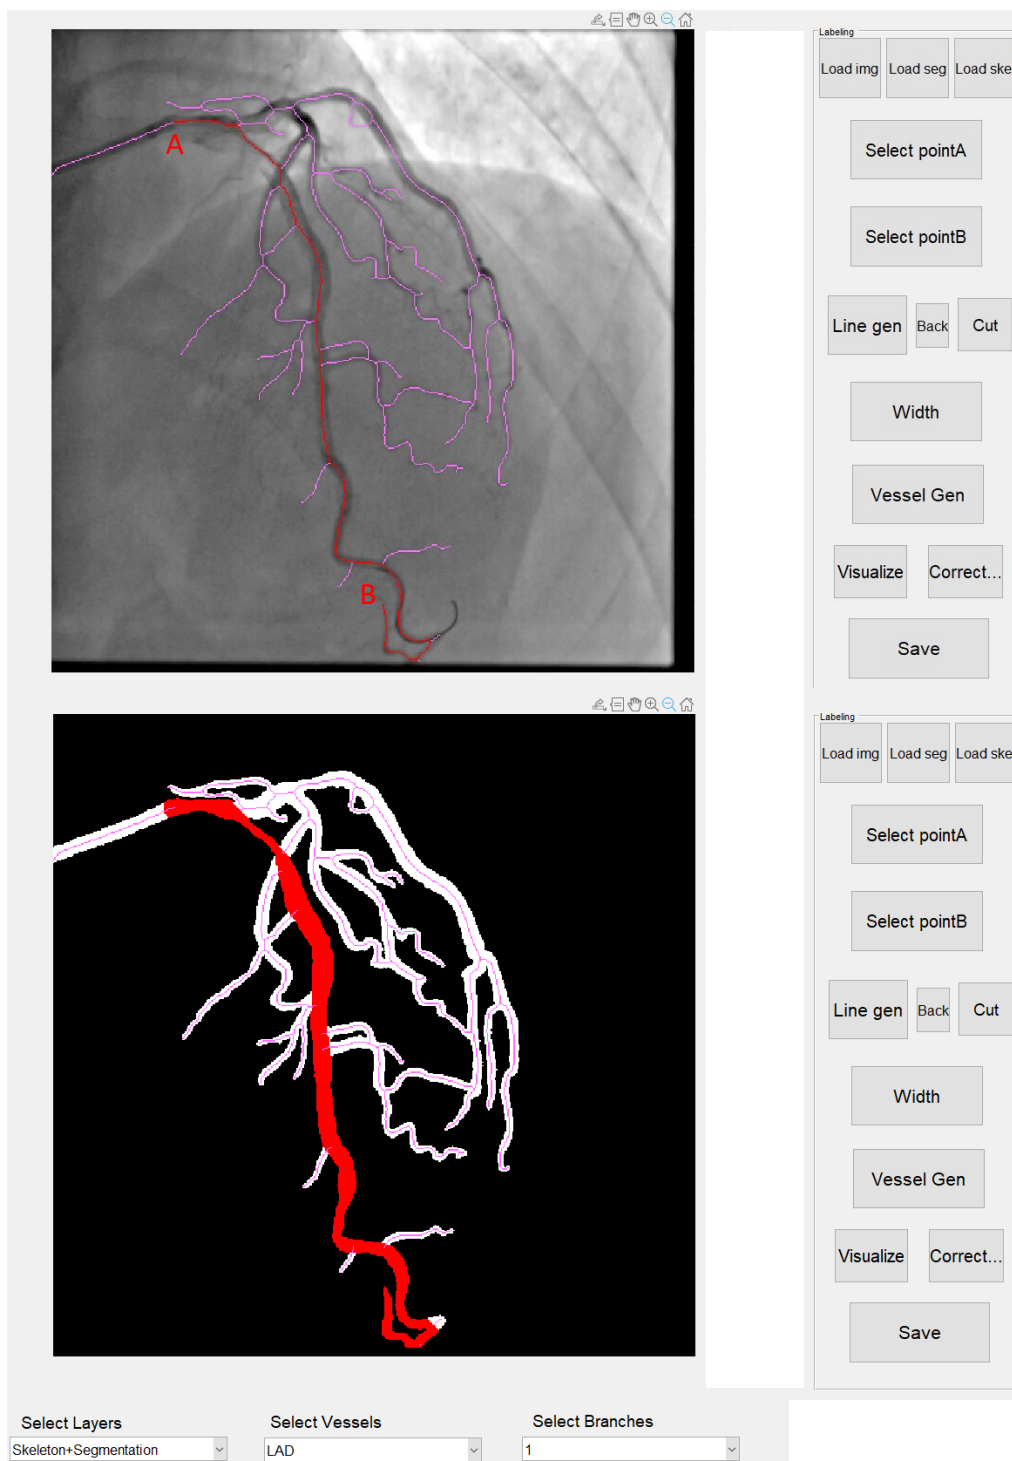 Labeling
Load img Load seg Load ske
A
Select pointA
Select pointB
Line gen Back Cut
Width
Vessel Gen
Visualize Correct...
B
Save
Labeling
Load img Load seg Load ske
Select pointA
Select pointB
Line gen Back Cut
Width
Vessel Gen
Visualize Correct...
Save
Select Layers Select Vessels Select Branches
Skeleton+Segmentation LAD 1